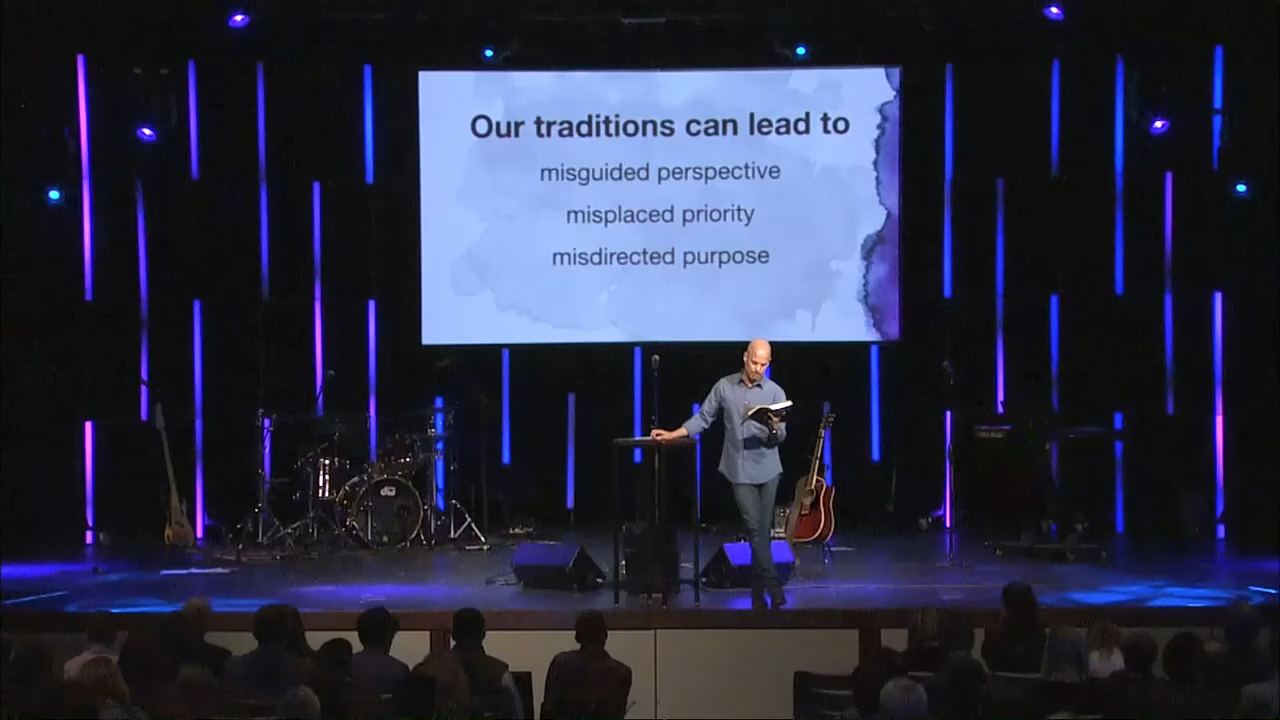 Our traditions can lead to
misguided perspective
misplaced priority
misdirected purpose